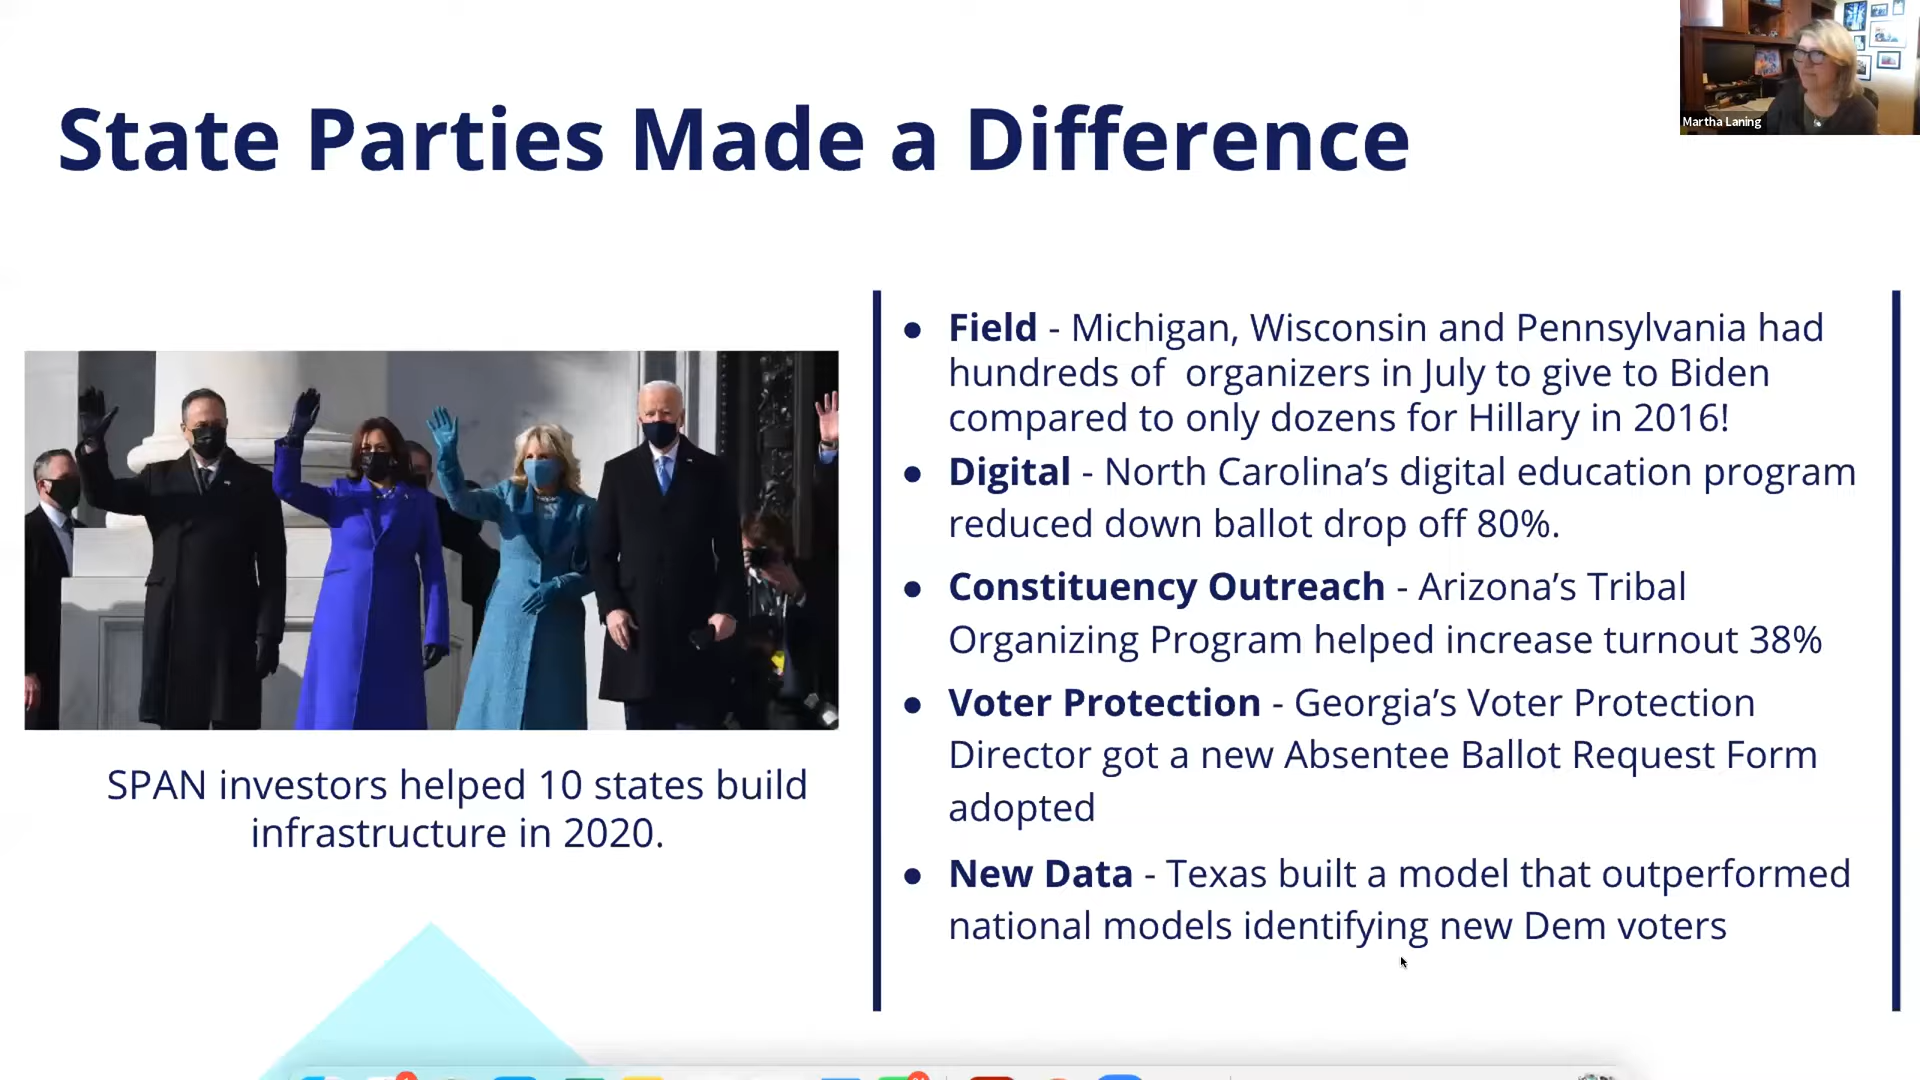 State Parties Made a Difference
Martha Laning
SPAN investors helped 10 states build
infrastructure in 2020.
● Field - Michigan, Wisconsin and Pennsylvania had
hundreds of organizers in July to give to Biden
compared to only dozens for Hillary in 2016!
● Digital - North Carolina’s digital education program
reduced down ballot drop off 80%.
● Constituency Outreach - Arizona’s Tribal
Organizing Program helped increase turnout 38%
● Voter Protection - Georgia’s Voter Protection
Director got a new Absentee Ballot Request Form
adopted
● New Data - Texas built a model that outperformed
national models identifying new Dem voters